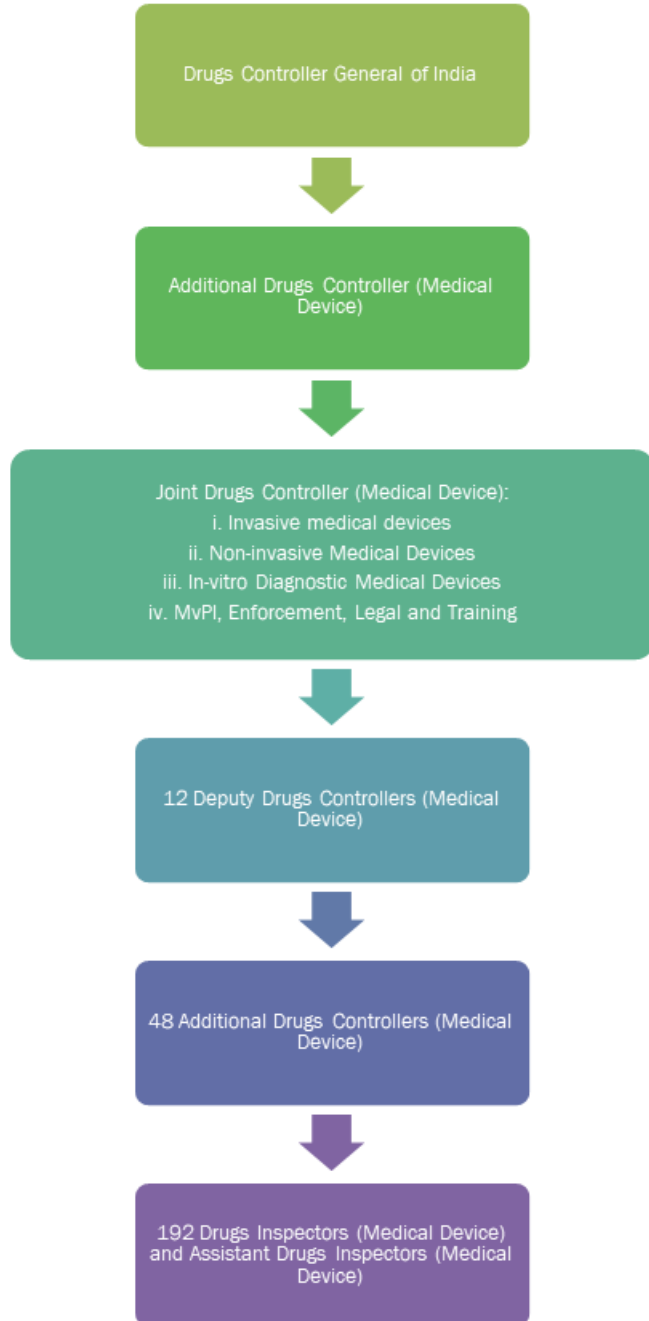 Drugs Controller General of India
Additional Drugs Controller (Medical
Device)
Joint Drugs Controller (Medical Device):
i. Invasive medical devices
ii. Non-invasive Medical Devices
iii. In-vitro Diagnostic Medical Devices
iv. MvPI, Enforcement, Legal and Training
12 Deputy Drugs Controllers (Medical
Device)
48 Additional Drugs Controllers (Medical
Device)
192 Drugs Inspectors (Medical Device)
and Assistant Drugs Inspectors (Medical
Device)